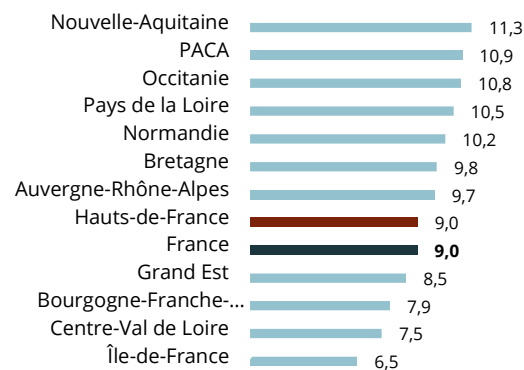 Nouvelle-Aquitaine 11,3
PACA 10,9
Occitanie 10,8
Pays de la Loire 10,5
Normandie 10,2
Bretagne 9,8
Auvergne-Rhône-Alpes 9,7
Hauts-de-France 9,0
France 9,0
Grand Est 8,5
Bourgogne-Franche-... 7,9
Centre-Val de Loire 7,5
Île-de-France 6,5